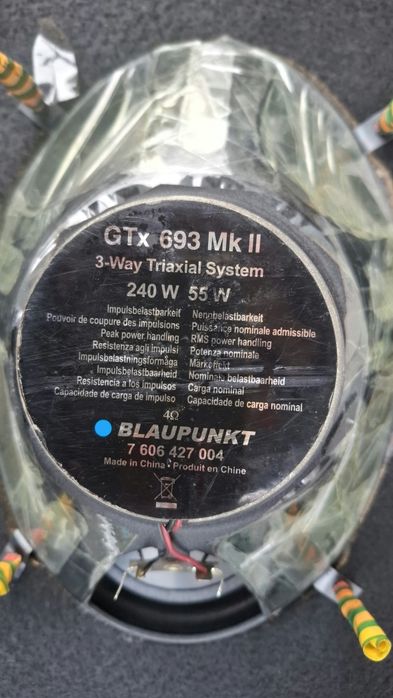 GTx 693 Mk II
3-Way Triaxial System
240 W 55 W
Impulsbelastbarkeit Nennbelastbarkeit
Pouvoir de coupure des impulsions Puissance nominale admissible
Peak power handling RMS power handling
Resistenza agli impulsi Potenza nominale
Impulsbelastningsförmåga Märkeffekt
Impulsbelastbaarheid Nominale belastbaarheid
Resistencia a los impulsos Carga nominal
Capacidade de carga de impulso Capacidade de carga nominal
4Ω
BLAUPUNKT
7 606 427 004
Made in China • Produit en Chine